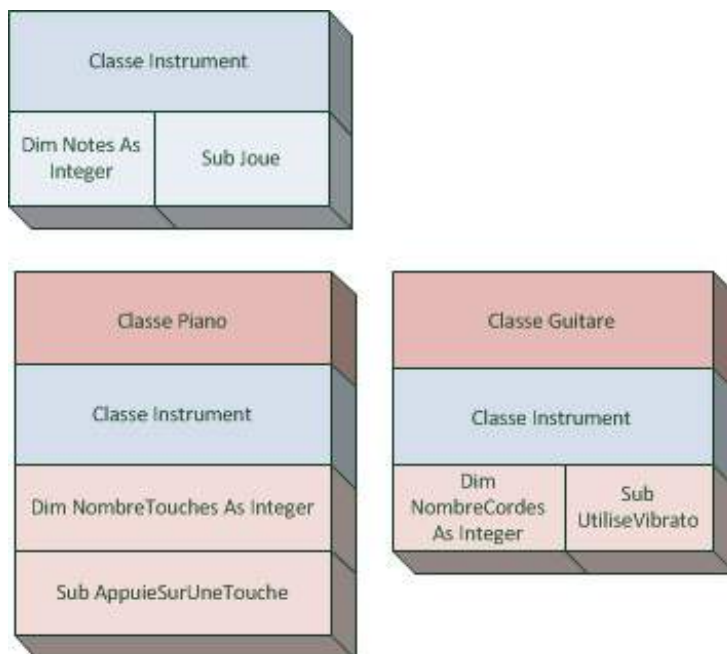 Classe Instrument
Dim Notes As
Integer
Sub Joue
Classe Piano
Classe Instrument
Dim NombreTouches As Integer
Sub AppuieSurUneTouche
Classe Guitare
Classe Instrument
Dim
NombreCordes
As Integer
Sub
UtiliseVibrato